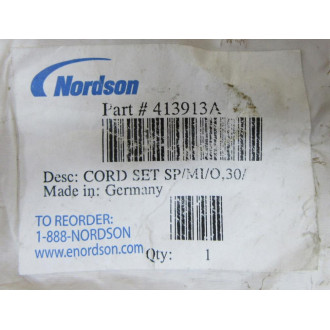 Nordson
Part # 413913A
Desc: CORD SET SP/MI/O,30/
Made in: Germany
TO REORDER:
1-888-NORDSON
www.enordson.com
Qty: 1